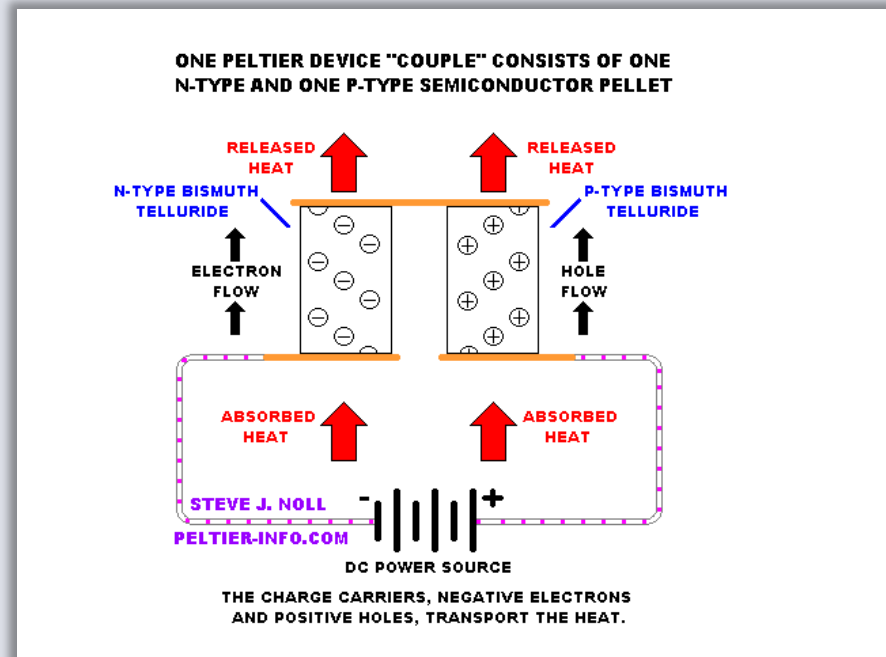 ONE PELTIER DEVICE "COUPLE" CONSISTS OF ONE
N-TYPE AND ONE P-TYPE SEMICONDUCTOR PELLET
RELEASED
HEAT
RELEASED
HEAT
N-TYPE BISMUTH
TELLURIDE
P-TYPE BISMUTH
TELLURIDE
ELECTRON
FLOW
HOLE
FLOW
ABSORBED
HEAT
ABSORBED
HEAT
- +
STEVE J. NOLL
PELTIER-INFO.COM
DC POWER SOURCE
THE CHARGE CARRIERS, NEGATIVE ELECTRONS
AND POSITIVE HOLES, TRANSPORT THE HEAT.